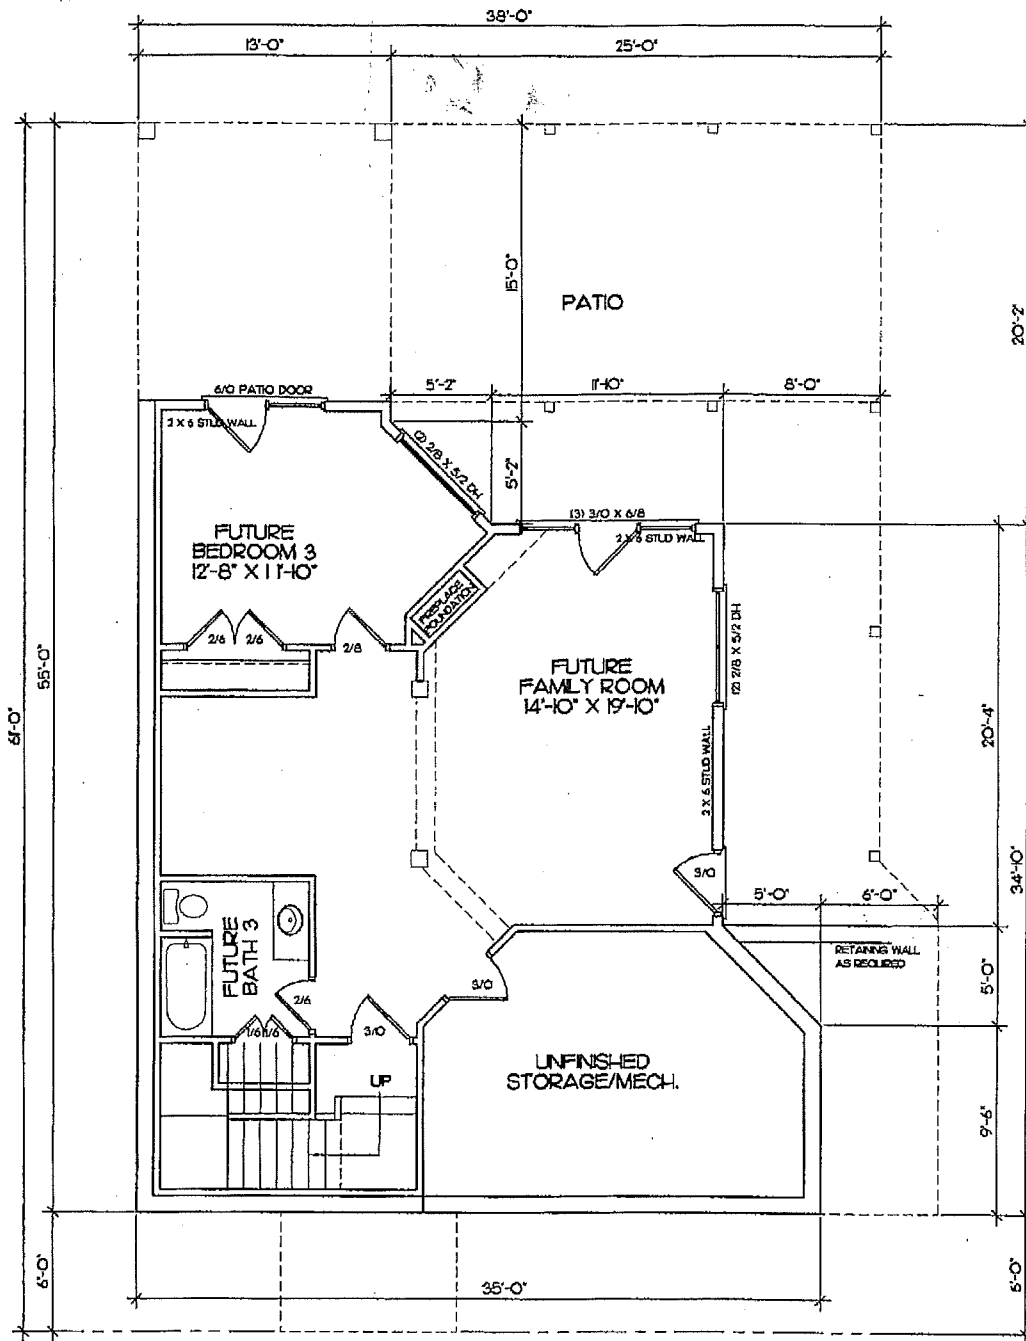 38'-0"
13'-0"
25'-0"
15'-0"
PATIO
20'-2"
6/0 PATIO DOOR
5'-2"
11'-10"
8'-0"
2 X 6 STUD WALL
(2) 2/8 X 5/2 DH
5'-2"
(3) 3/0 X 6/8
2 X 6 STUD WALL
FUTURE
BEDROOM 3
12'-8" X 11'-10"
FIREPLACE
FOUNDATION
2/6
2/6
2/8
(2) 2/8 X 5/2 DH
FUTURE
FAMILY ROOM
14'-10" X 19'-10"
55'-0"
61'-0"
20'-4"
2 X 6 STUD WALL
3/0
34'-10"
5'-0"
6'-0"
FUTURE
BATH 3
RETAINING WALL
AS REQUIRED
2/6
3/0
5'-0"
1/6
1/6
3/0
UP
UNFINISHED
STORAGE/MECH.
9'-6"
6'-0"
35'-0"